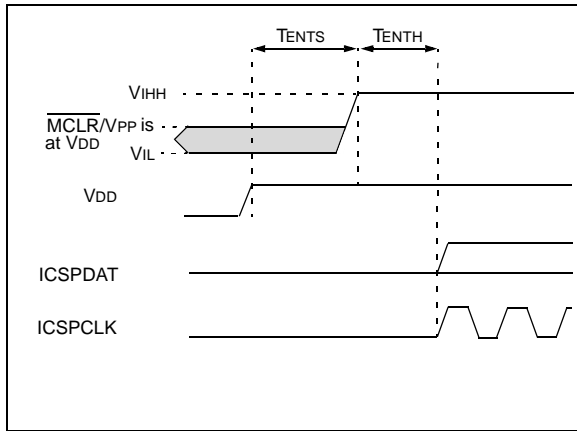 TENTS TENTH
VIHH
MCLR/VPP is
at VDD
VIL
VDD
ICSPDAT
ICSPCLK